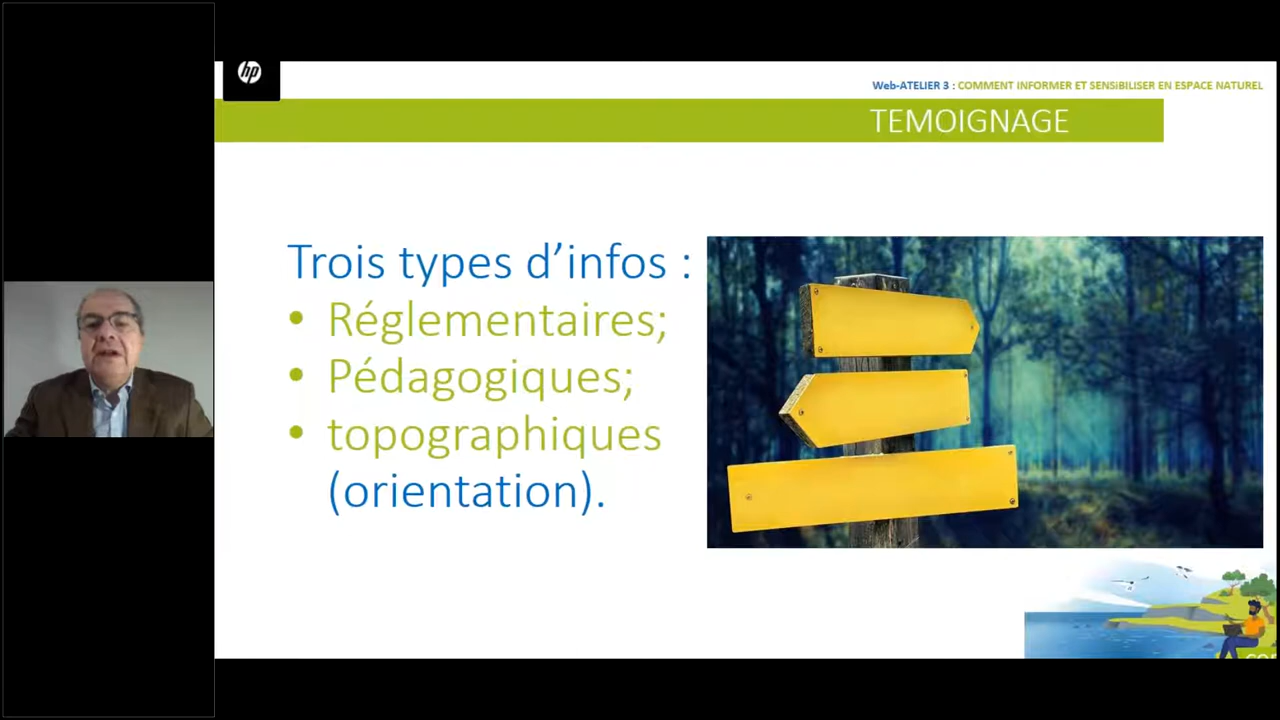 hp
Web-ATELIER 3 : COMMENT INFORMER ET SENSiBILISER EN ESPACE NATUREL
TEMOIGNAGE
Trois types d’infos :
• Réglementaires;
• Pédagogiques;
• topographiques
(orientation).